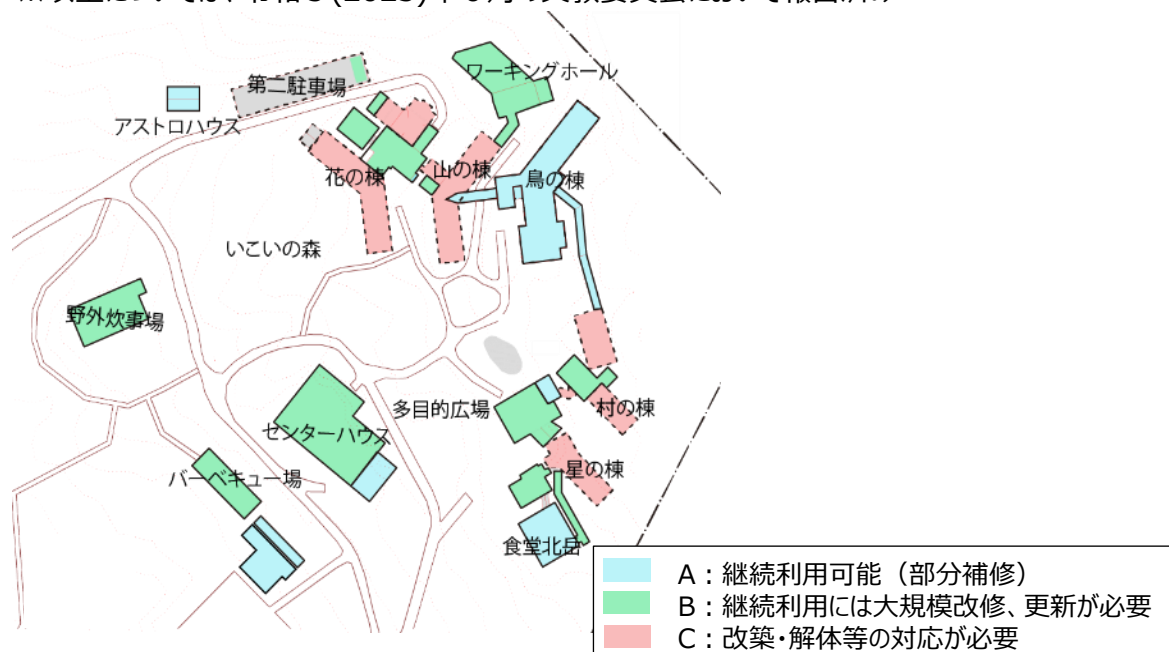 第二駐車場
ワーキングホール
アストロハウス
花の棟
山の棟
鳥の棟
いこいの森
野外炊事場
多目的広場
村の棟
センターハウス
バーベキュー場
星の棟
食堂北岳
A：継続利用可能（部分補修）
B：継続利用には大規模改修、更新が必要
C：改築・解体等の対応が必要